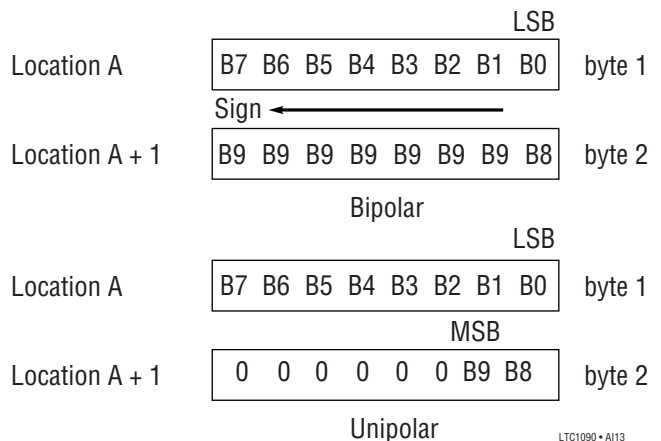 LSB
Location A B7 B6 B5 B4 B3 B2 B1 B0 byte 1
Sign
Location A + 1 B9 B9 B9 B9 B9 B9 B9 B8 byte 2
Bipolar
LSB
Location A B7 B6 B5 B4 B3 B2 B1 B0 byte 1
MSB
Location A + 1 0 0 0 0 0 0 B9 B8 byte 2
Unipolar
LTC1090 • AI13